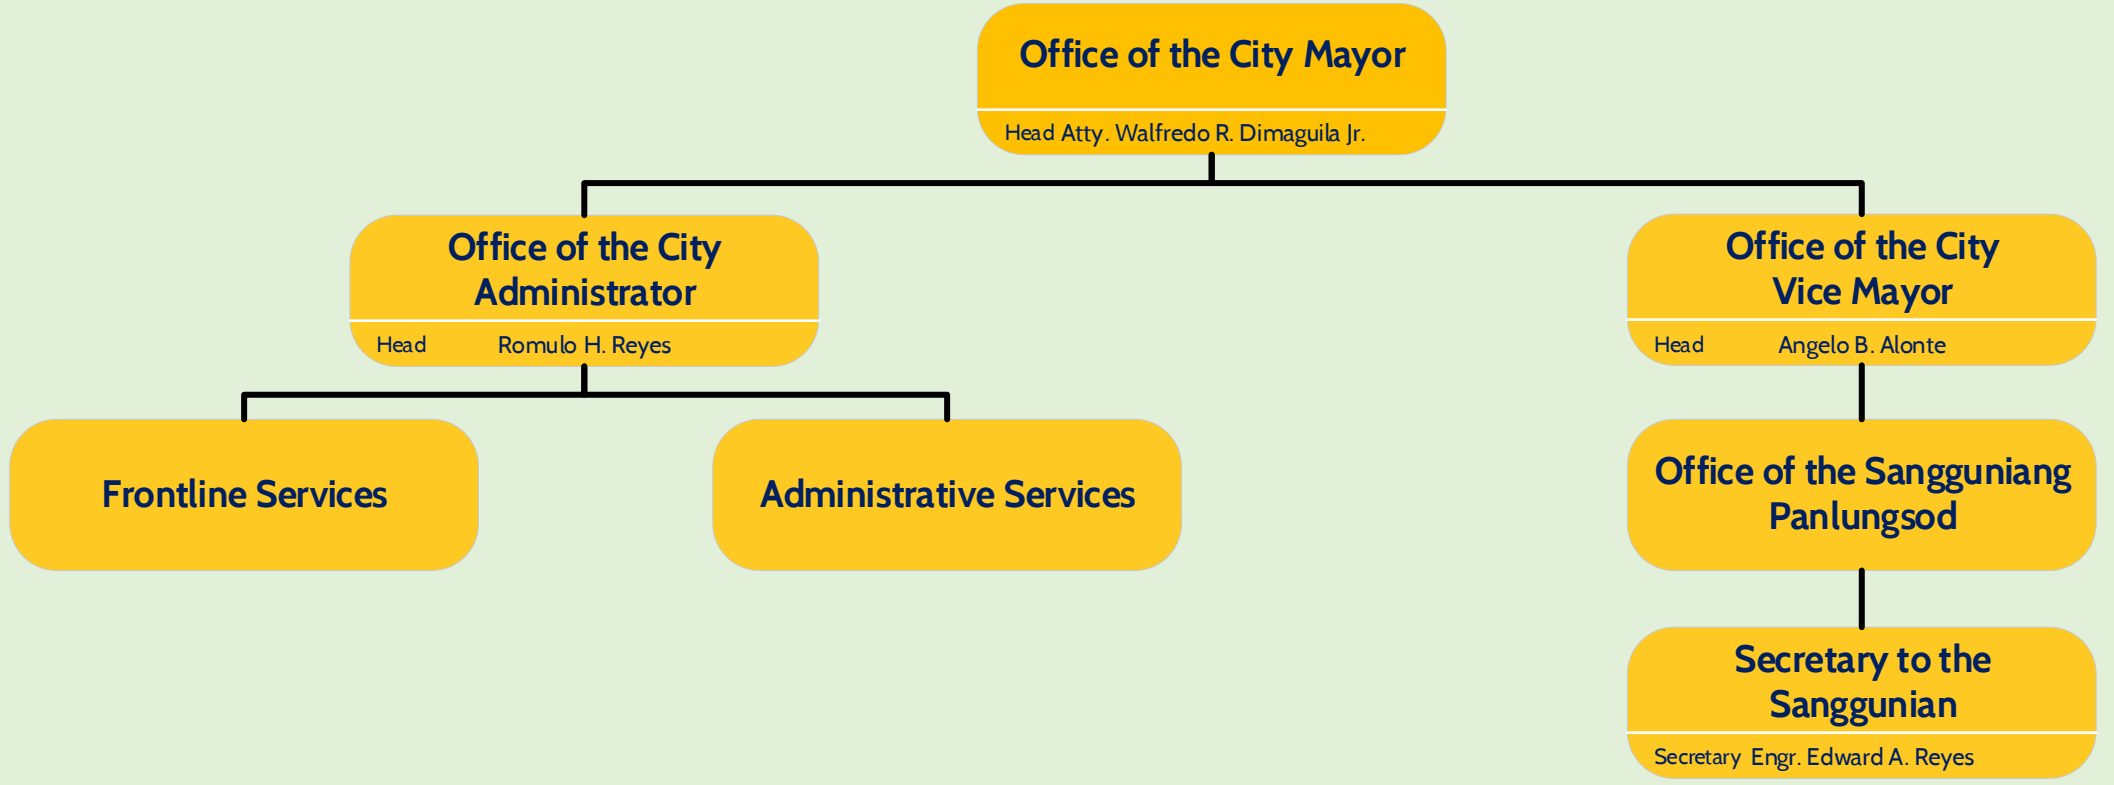 Office of the City Mayor
Head Atty. Walfredo R. Dimaguila Jr.
Office of the City
Administrator
Head Romulo H. Reyes
Office of the City
Vice Mayor
Head Angelo B. Alonte
Frontline Services
Administrative Services
Office of the Sangguniang
Panlungsod
Secretary to the
Sanggunian
Secretary Engr. Edward A. Reyes